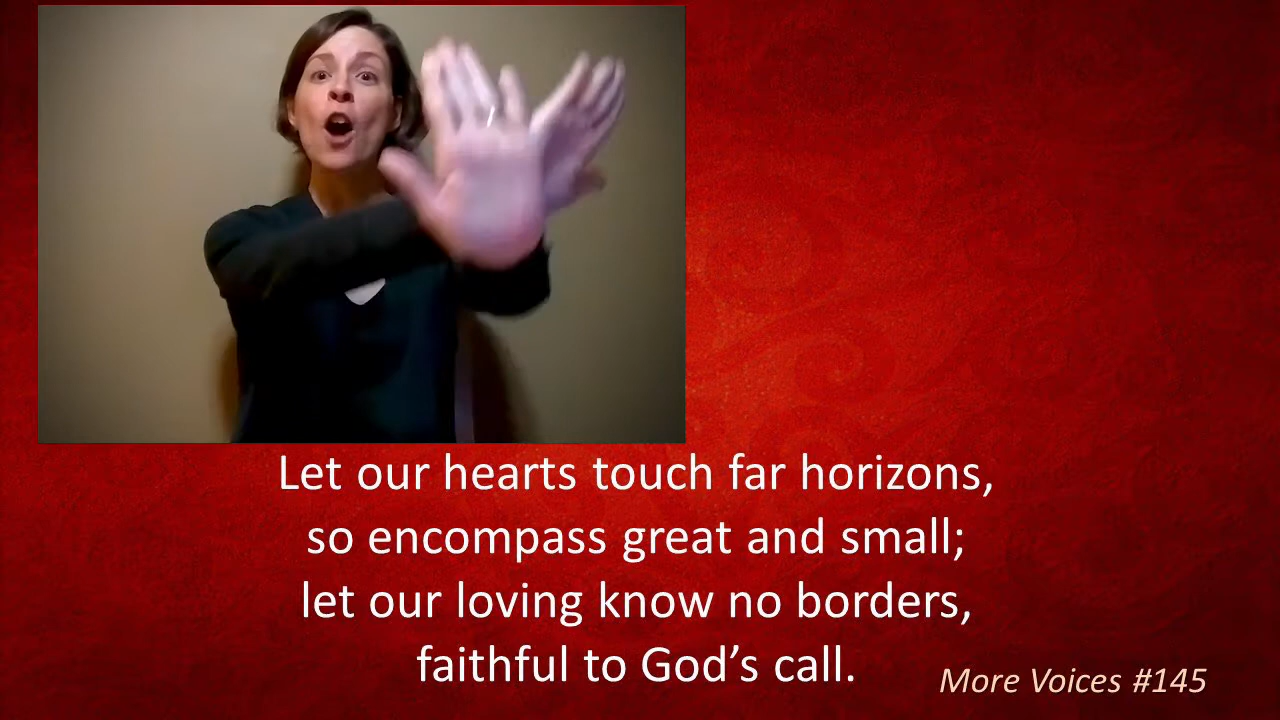 Let our hearts touch far horizons,
so encompass great and small;
let our loving know no borders,
faithful to God’s call.
More Voices #145